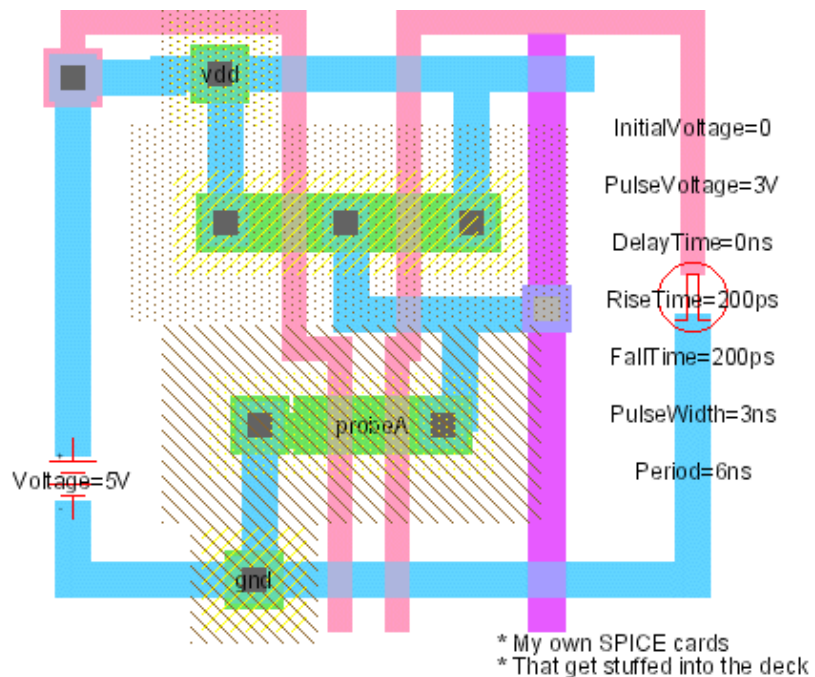 vdd
InitialVoltage=0
PulseVoltage=3V
DelayTime=0ns
RiseTime=200ps
FallTime=200ps
probeA
PulseWidth=3ns
Voltage=5V
Period=6ns
gnd
* My own SPICE cards
* That get stuffed into the deck